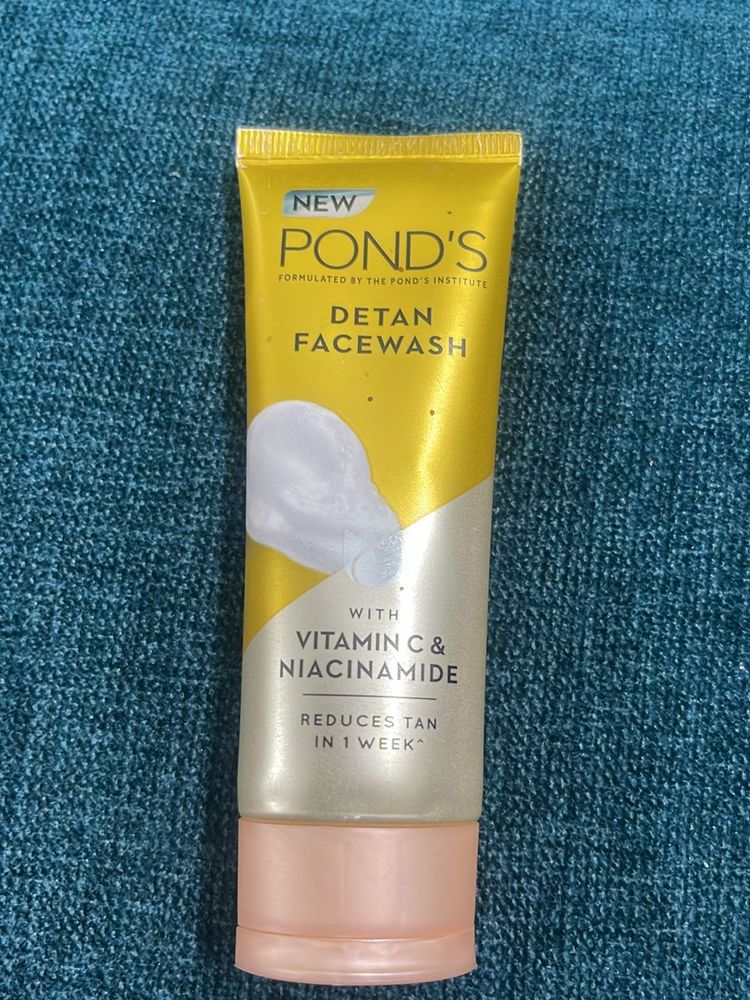 NEW
POND'S
FORMULATED BY THE POND'S INSTITUTE
DETAN
FACEWASH
WITH
VITAMIN C &
NIACINAMIDE
REDUCES TAN
IN 1 WEEK^